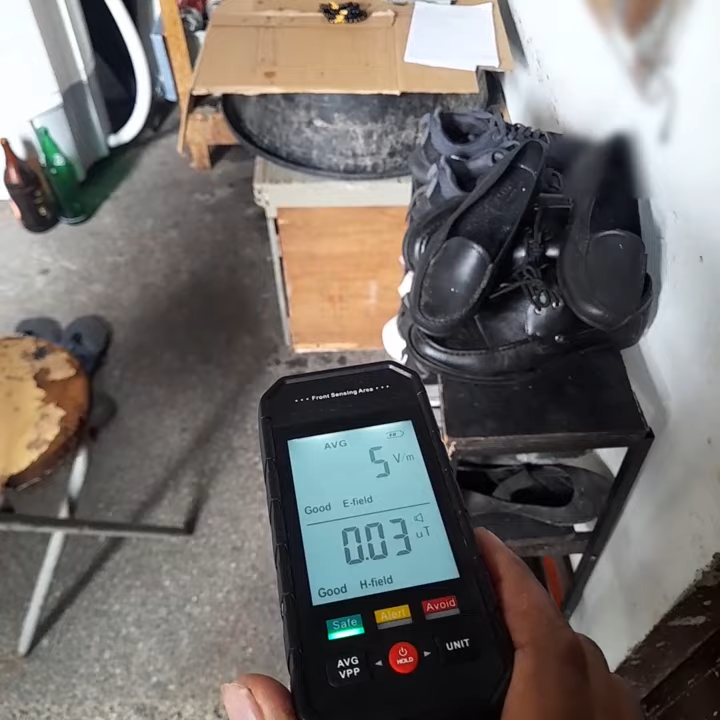 ••• Front Sensing Area •••
AVG
5 V/m
Good E-field
0.03 uT
Good H-field
Safe Alert Avoid
AVG
VPP
HOLD
UNIT